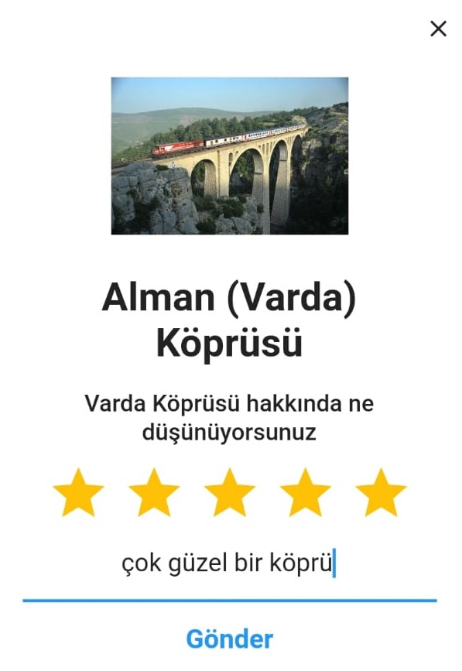 Alman (Varda)
Köprüsü
Varda Köprüsü hakkında ne
düşünüyorsunuz
çok güzel bir köprü
Gönder